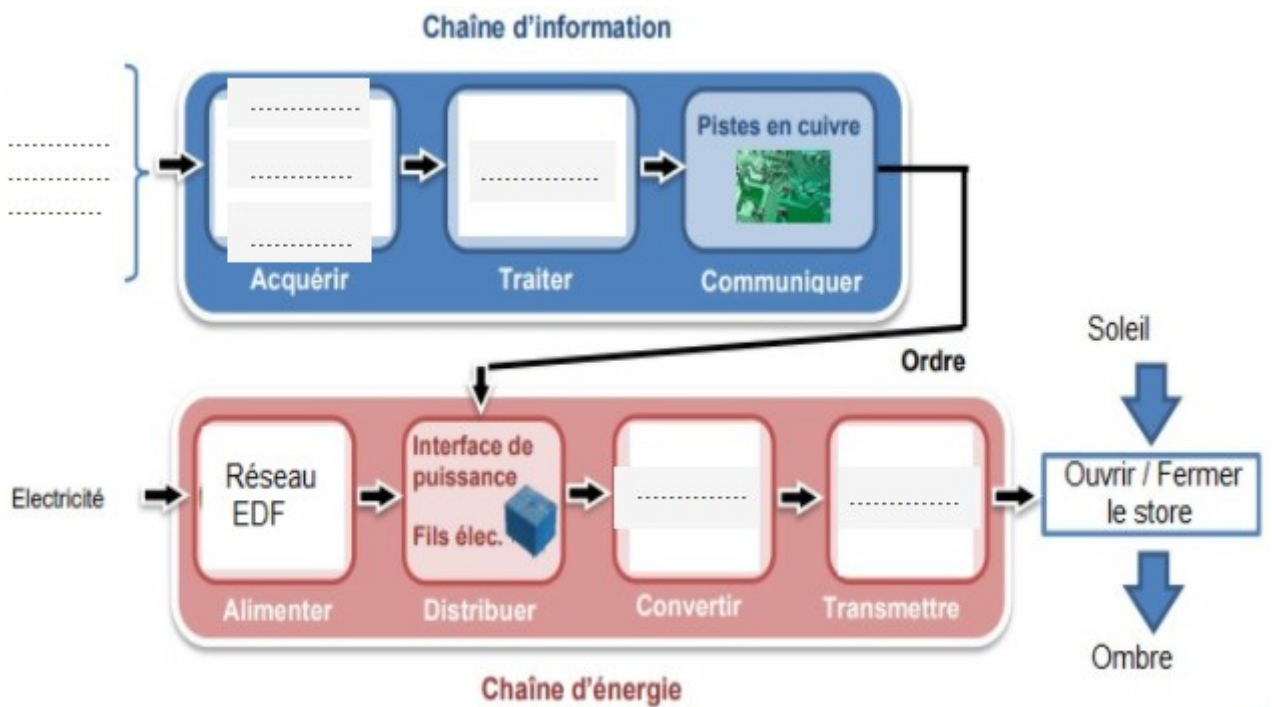 Chaîne d'information
...............
...............
...............
...............
...............
..............
...............
Pistes en cuivre
Acquérir
Traiter
Communiquer
Ordre
Soleil
Electricité
Réseau
EDF
Interface de
puissance
Fils élec.
...............
...............
Ouvrir / Fermer
le store
Alimenter
Distribuer
Convertir
Transmettre
Ombre
Chaîne d'énergie